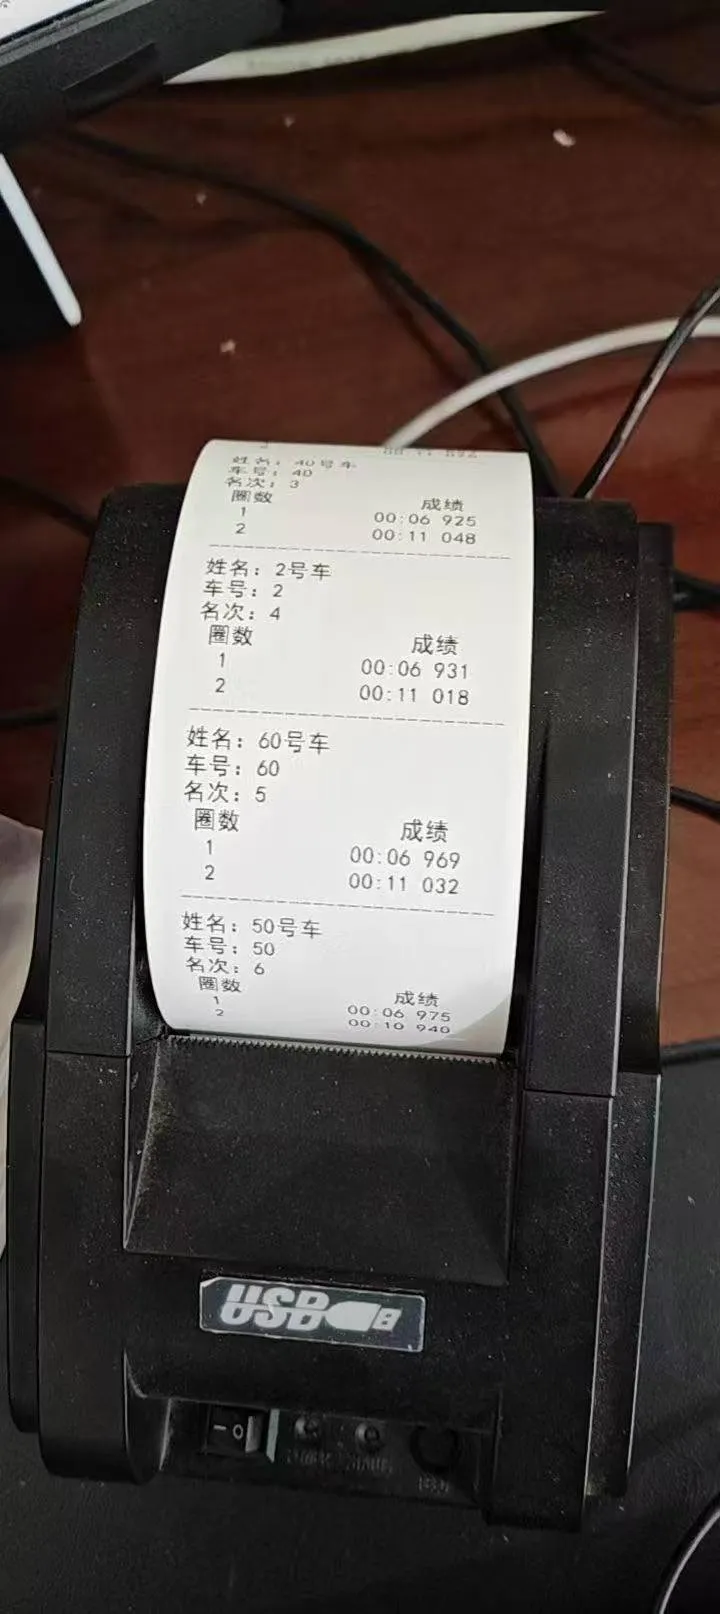 姓名：40号车
车号：40
名次：3
圈数 成绩
1 00:06 925
2 00:11 048
姓名：2号车
车号：2
名次：4
圈数 成绩
1 00:06 931
2 00:11 018
姓名：60号车
车号：60
名次：5
圈数 成绩
1 00:06 969
2 00:11 032
姓名：50号车
车号：50
名次：6
圈数 成绩
1 00:06 975
2 00:10 940
USB